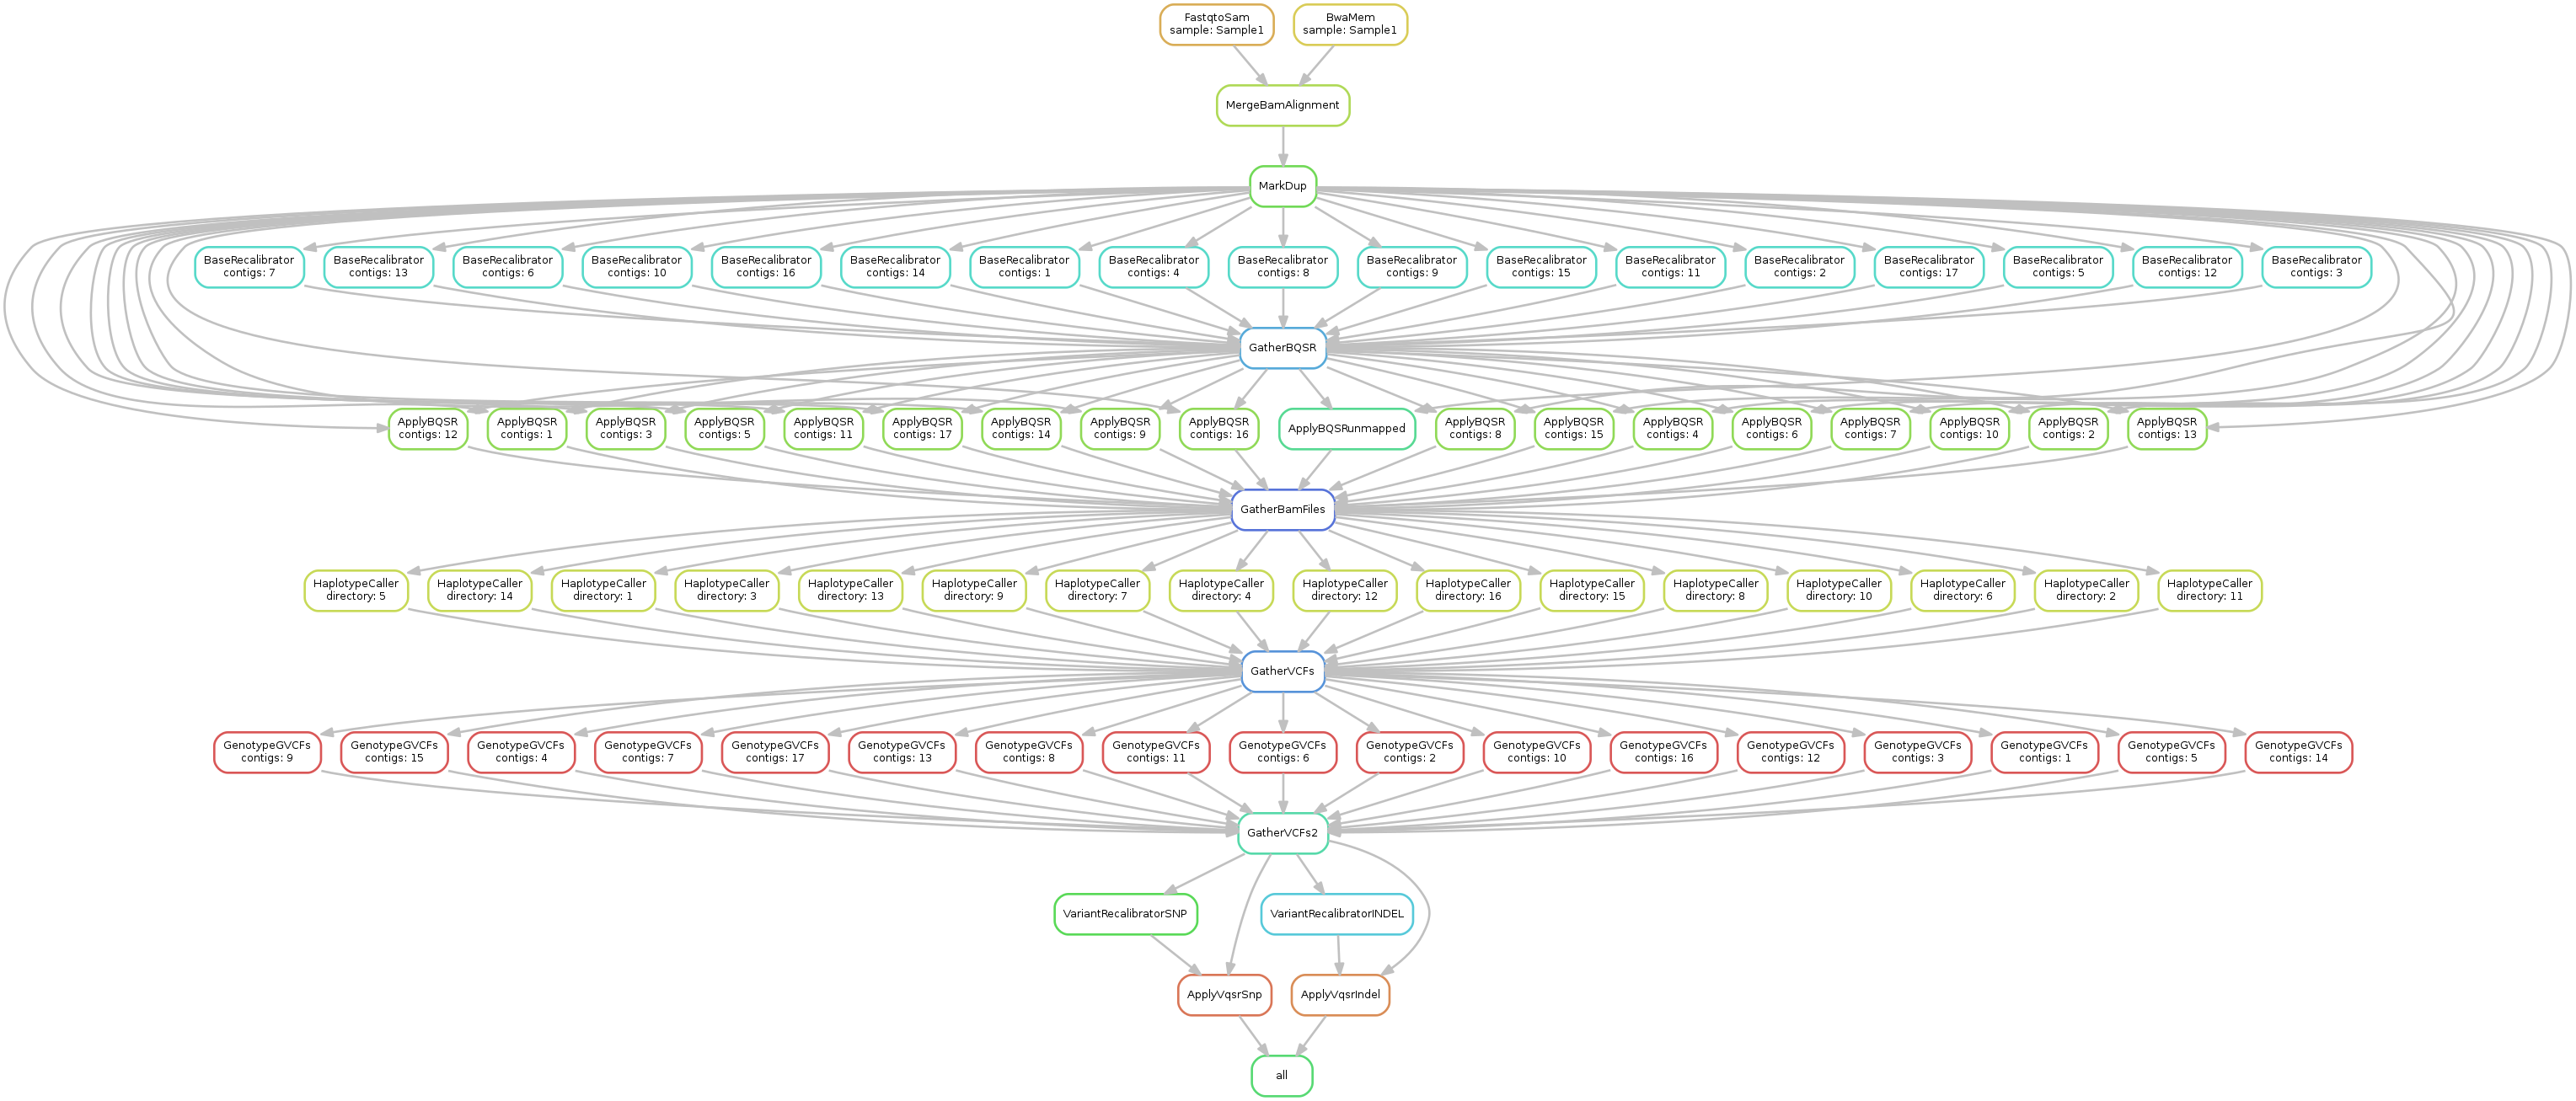 FastqtoSam
sample: Sample1
BwaMem
sample: Sample1
MergeBamAlignment
MarkDup
BaseRecalibrator
contigs: 7
BaseRecalibrator
contigs: 13
BaseRecalibrator
contigs: 6
BaseRecalibrator
contigs: 10
BaseRecalibrator
contigs: 16
BaseRecalibrator
contigs: 14
BaseRecalibrator
contigs: 1
BaseRecalibrator
contigs: 4
BaseRecalibrator
contigs: 8
BaseRecalibrator
contigs: 9
BaseRecalibrator
contigs: 15
BaseRecalibrator
contigs: 11
BaseRecalibrator
contigs: 2
BaseRecalibrator
contigs: 17
BaseRecalibrator
contigs: 5
BaseRecalibrator
contigs: 12
BaseRecalibrator
contigs: 3
GatherBQSR
ApplyBQSR
contigs: 12
ApplyBQSR
contigs: 1
ApplyBQSR
contigs: 3
ApplyBQSR
contigs: 5
ApplyBQSR
contigs: 11
ApplyBQSR
contigs: 17
ApplyBQSR
contigs: 14
ApplyBQSR
contigs: 9
ApplyBQSR
contigs: 16
ApplyBQSRunmapped
ApplyBQSR
contigs: 8
ApplyBQSR
contigs: 15
ApplyBQSR
contigs: 4
ApplyBQSR
contigs: 6
ApplyBQSR
contigs: 7
ApplyBQSR
contigs: 10
ApplyBQSR
contigs: 2
ApplyBQSR
contigs: 13
GatherBamFiles
HaplotypeCaller
directory: 5
HaplotypeCaller
directory: 14
HaplotypeCaller
directory: 1
HaplotypeCaller
directory: 3
HaplotypeCaller
directory: 13
HaplotypeCaller
directory: 9
HaplotypeCaller
directory: 7
HaplotypeCaller
directory: 4
HaplotypeCaller
directory: 12
HaplotypeCaller
directory: 16
HaplotypeCaller
directory: 15
HaplotypeCaller
directory: 8
HaplotypeCaller
directory: 10
HaplotypeCaller
directory: 6
HaplotypeCaller
directory: 2
HaplotypeCaller
directory: 11
GatherVCFs
GenotypeGVCFs
contigs: 9
GenotypeGVCFs
contigs: 15
GenotypeGVCFs
contigs: 4
GenotypeGVCFs
contigs: 7
GenotypeGVCFs
contigs: 17
GenotypeGVCFs
contigs: 13
GenotypeGVCFs
contigs: 8
GenotypeGVCFs
contigs: 11
GenotypeGVCFs
contigs: 6
GenotypeGVCFs
contigs: 2
GenotypeGVCFs
contigs: 10
GenotypeGVCFs
contigs: 16
GenotypeGVCFs
contigs: 12
GenotypeGVCFs
contigs: 3
GenotypeGVCFs
contigs: 1
GenotypeGVCFs
contigs: 5
GenotypeGVCFs
contigs: 14
GatherVCFs2
VariantRecalibratorSNP
VariantRecalibratorINDEL
ApplyVqsrSnp
ApplyVqsrIndel
all